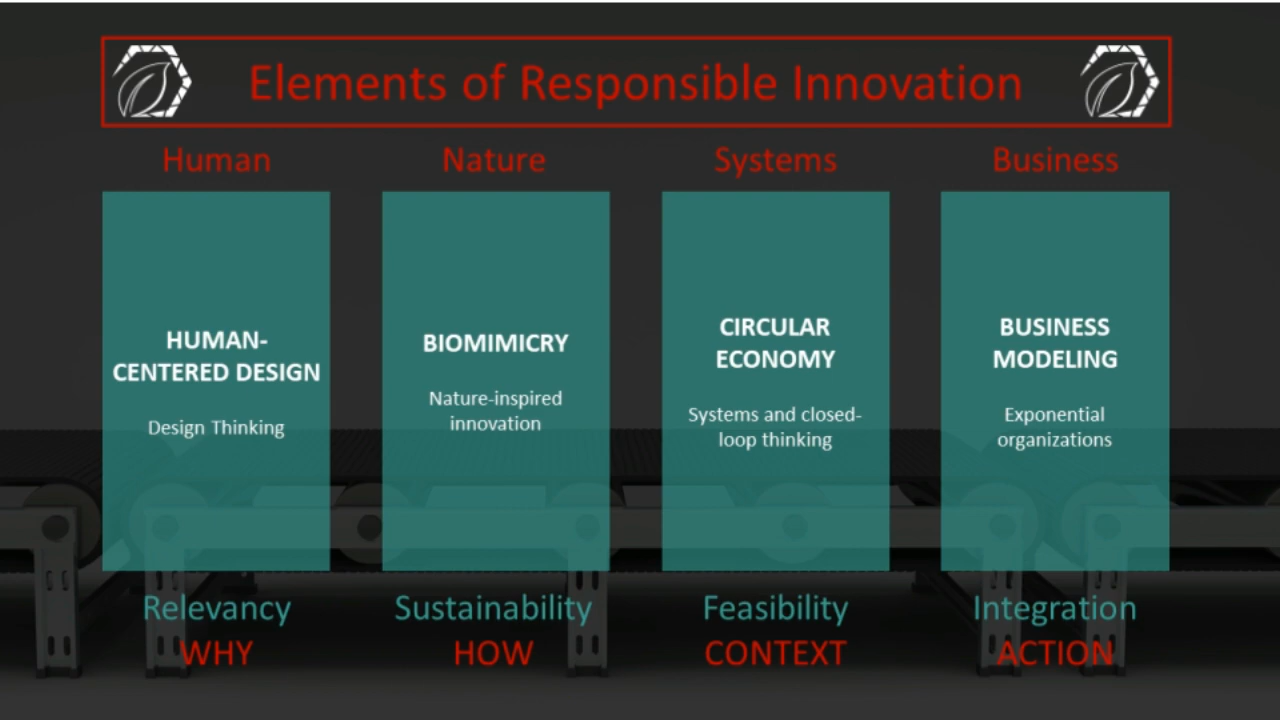 Elements of Responsible Innovation
Human
Nature
Systems
Business
HUMAN-
CENTERED DESIGN
Design Thinking
BIOMIMICRY
Nature-inspired
innovation
CIRCULAR
ECONOMY
Systems and closed-
loop thinking
BUSINESS
MODELING
Exponential
organizations
Relevancy
WHY
Sustainability
HOW
Feasibility
CONTEXT
Integration
ACTION